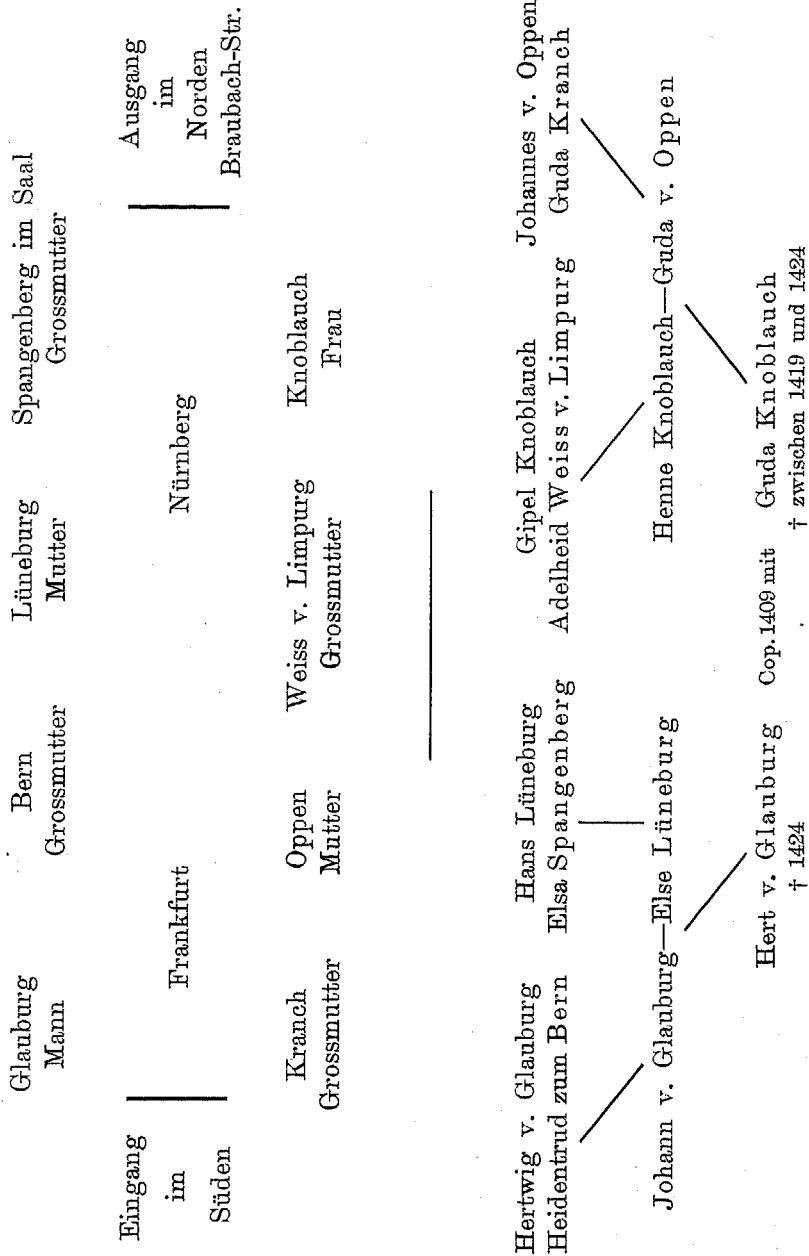 Glauburg Bern Lüneburg Spangenberg im Saal
Mann Grossmutter Mutter Grossmutter
Eingang Ausgang
im im
Süden Norden
Braubach-Str.
Frankfurt Nürnberg
Kranch Oppen Weiss v. Limpurg Knoblauch
Grossmutter Mutter Grossmutter Frau
Hertwig v. Glauburg Hans Lüneburg Gipel Knoblauch Johannes v. Oppen
Heidentrud zum Bern Elsa Spangenberg Adelheid Weiss v. Limpurg Guda Kranch
Johann v. Glauburg—Else Lüneburg Henne Knoblauch—Guda v. Oppen
Hert v. Glauburg Cop. 1409 mit Guda Knoblauch
† 1424 † zwischen 1419 und 1424